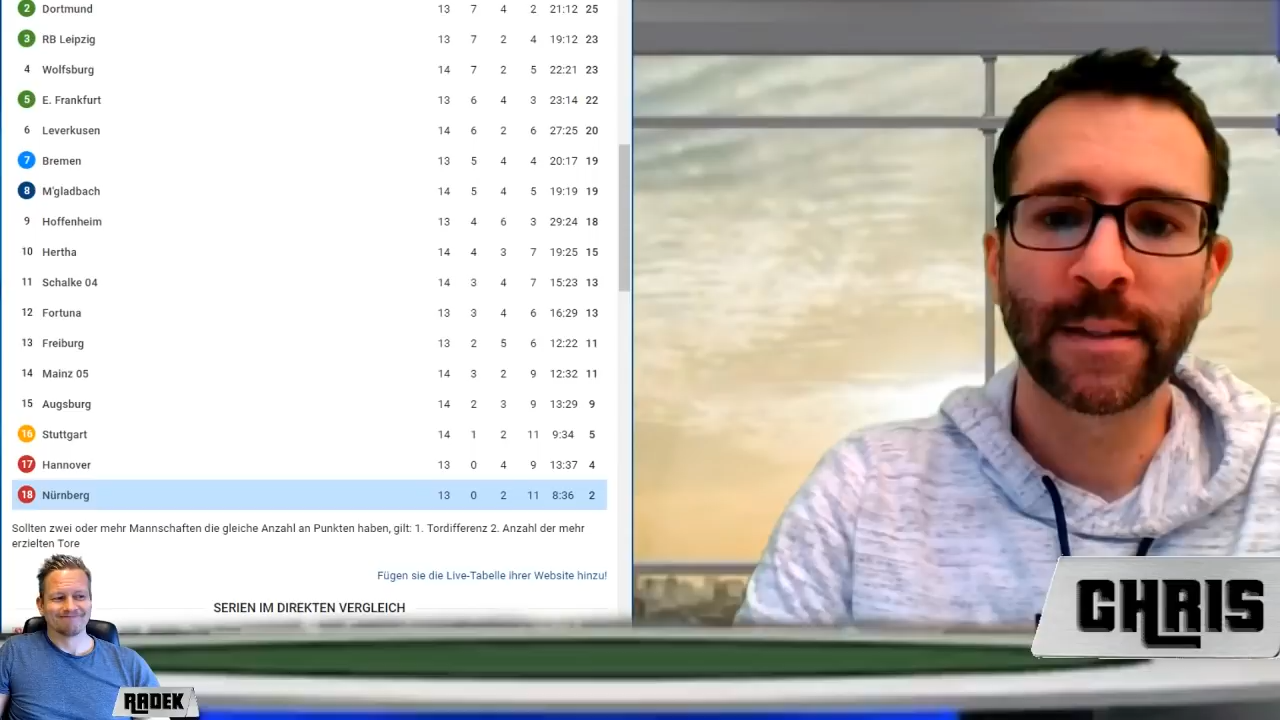 2 Dortmund 13 7 4 2 21:12 25
3 RB Leipzig 13 7 2 4 19:12 23
4 Wolfsburg 14 7 2 5 22:21 23
5 E. Frankfurt 13 6 4 3 23:14 22
6 Leverkusen 14 6 2 6 27:25 20
7 Bremen 13 5 4 4 20:17 19
8 M'gladbach 14 5 4 5 19:19 19
9 Hoffenheim 13 4 6 3 29:24 18
10 Hertha 14 4 3 7 19:25 15
11 Schalke 04 14 3 4 7 15:23 13
12 Fortuna 13 3 4 6 16:29 13
13 Freiburg 13 2 5 6 12:22 11
14 Mainz 05 14 3 2 9 12:32 11
15 Augsburg 14 2 3 9 13:29 9
16 Stuttgart 14 1 2 11 9:34 5
17 Hannover 13 0 4 9 13:37 4
18 Nürnberg 13 0 2 11 8:36 2
Sollten zwei oder mehr Mannschaften die gleiche Anzahl an Punkten haben, gilt: 1. Tordifferenz 2. Anzahl der mehr
erzielten Tore
Fügen sie die Live-Tabelle ihrer Website hinzu!
SERIEN IM DIREKTEN VERGLEICH
CHRIS
RADEK